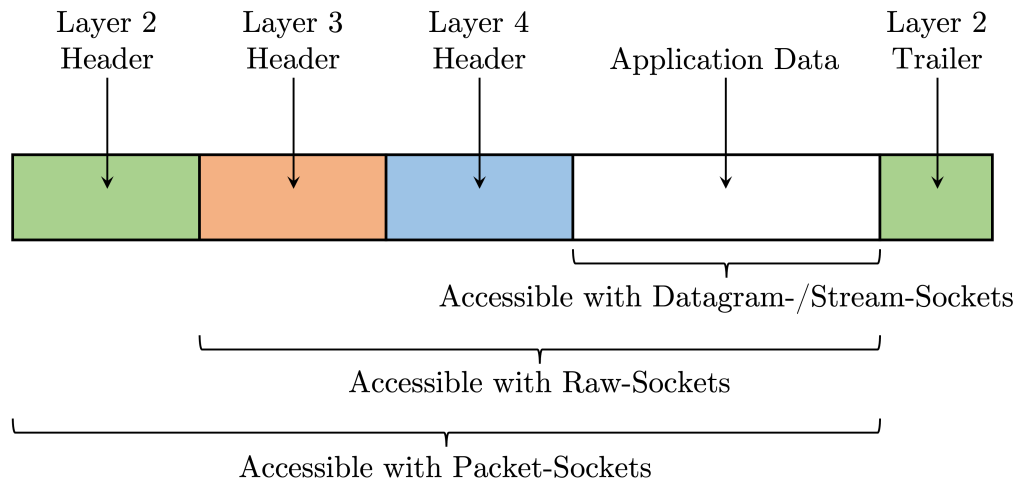 Layer 2
Header
Layer 3
Header
Layer 4
Header
Application Data
Layer 2
Trailer
Accessible with Datagram-/Stream-Sockets
Accessible with Raw-Sockets
Accessible with Packet-Sockets